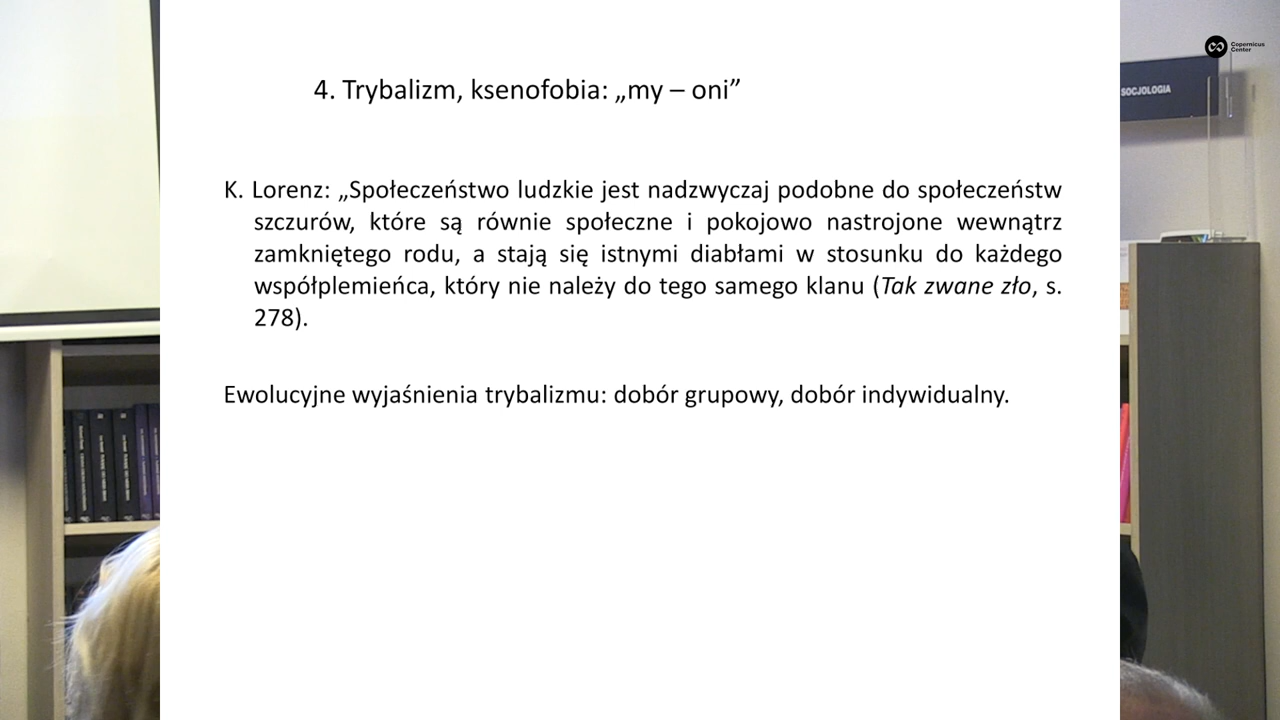 Copernicus
Center
SOCJOLOGIA
4. Trybalizm, ksenofobia: „my – oni”
K. Lorenz: „Społeczeństwo ludzkie jest nadzwyczaj podobne do społeczeństw
szczurów, które są równie społeczne i pokojowo nastrojone wewnątrz
zamkniętego rodu, a stają się istnymi diabłami w stosunku do każdego
współplemieńca, który nie należy do tego samego klanu (Tak zwane zło, s.
278).
Ewolucyjne wyjaśnienia trybalizmu: dobór grupowy, dobór indywidualny.